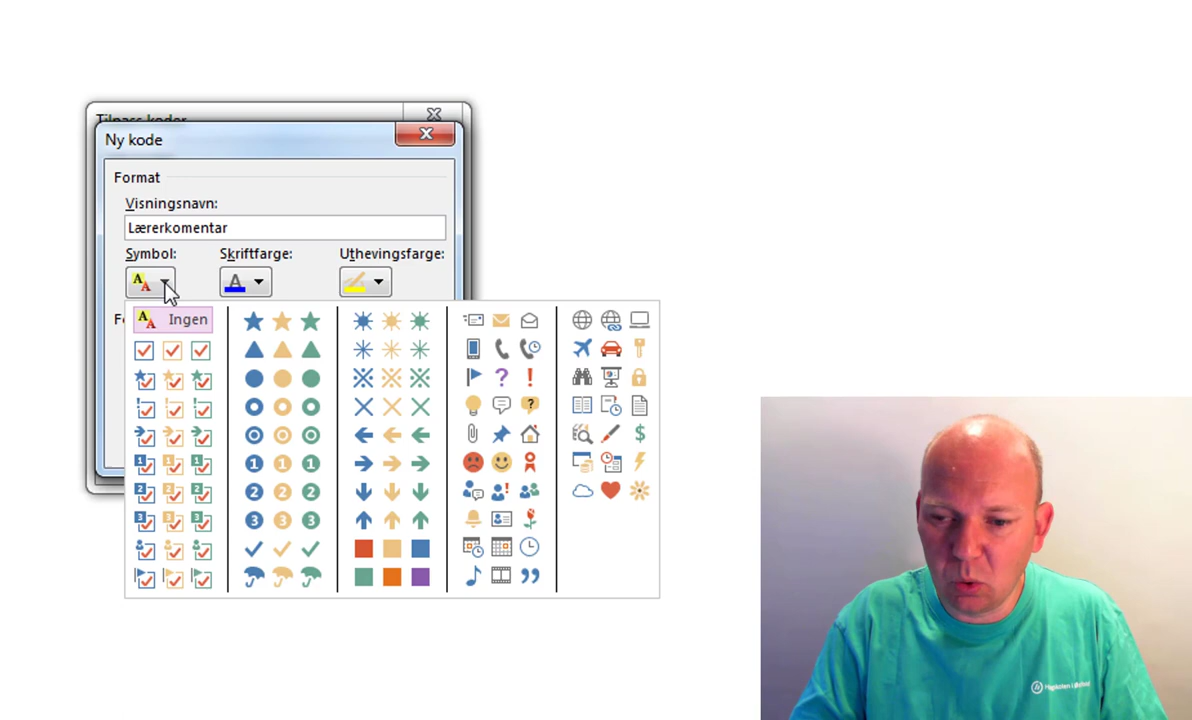 Tilpass koder
Ny kode
Format
Visningsnavn:
Lærerkomentar
Symbol: Skriftfarge: Uthevingsfarge:
Ingen